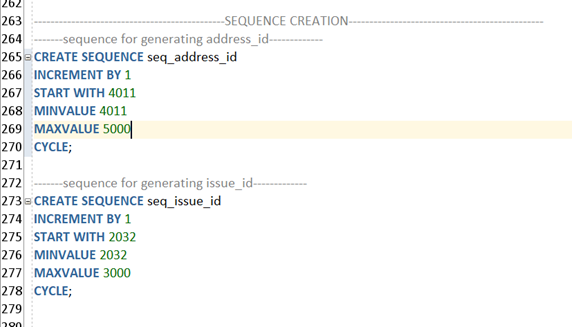 262
263 -----------------------------------------------SEQUENCE CREATION-----------------------------------------------
264 -------sequence for generating address_id-------------
265 CREATE SEQUENCE seq_address_id
266 INCREMENT BY 1
267 START WITH 4011
268 MINVALUE 4011
269 MAXVALUE 5000
270 CYCLE;
271
272 -------sequence for generating issue_id-------------
273 CREATE SEQUENCE seq_issue_id
274 INCREMENT BY 1
275 START WITH 2032
276 MINVALUE 2032
277 MAXVALUE 3000
278 CYCLE;
279
280